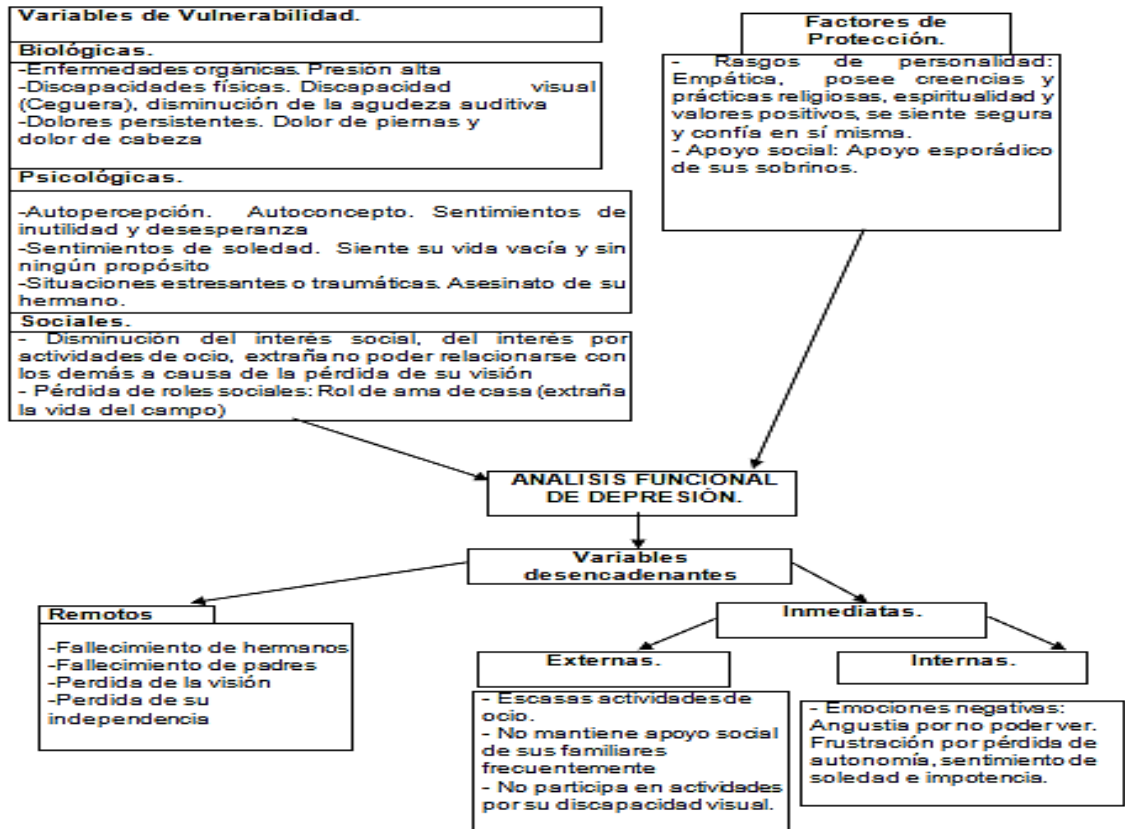 Variables de Vulnerabilidad.
Biológicas.
-Enfermedades orgánicas. Presión alta
-Discapacidades físicas. Discapacidad visual
(Ceguera), disminución de la agudeza auditiva
-Dolores persistentes. Dolor de piernas y
dolor de cabeza
Psicológicas.
-Autopercepción. Autoconcepto. Sentimientos de
inutilidad y desesperanza
-Sentimientos de soledad. Siente su vida vacía y sin
ningún propósito
-Situaciones estresantes o traumáticas. Asesinato de su
hermano.
Sociales.
- Disminución del interés social, del interés por
actividades de ocio, extraña no poder relacionarse con
los demás a causa de la pérdida de su visión
- Pérdida de roles sociales: Rol de ama de casa (extraña
la vida del campo)
Factores de
Protección.
- Rasgos de personalidad:
Empática, posee creencias y
prácticas religiosas, espiritualidad y
valores positivos, se siente segura
y confía en sí misma.
- Apoyo social: Apoyo esporádico
de sus sobrinos.
ANALISIS FUNCIONAL
DE DEPRESIÓN.
Variables
desencadenantes
Remotos
-Fallecimiento de hermanos
-Fallecimiento de padres
-Perdida de la visión
-Perdida de su
independencia
Inmediatas.
Externas.
- Escasas actividades de
ocio.
- No mantiene apoyo social
de sus familiares
frecuentemente
- No participa en actividades
por su discapacidad visual.
Internas.
- Emociones negativas:
Angustia por no poder ver.
Frustración por pérdida de
autonomía, sentimiento de
soledad e impotencia.